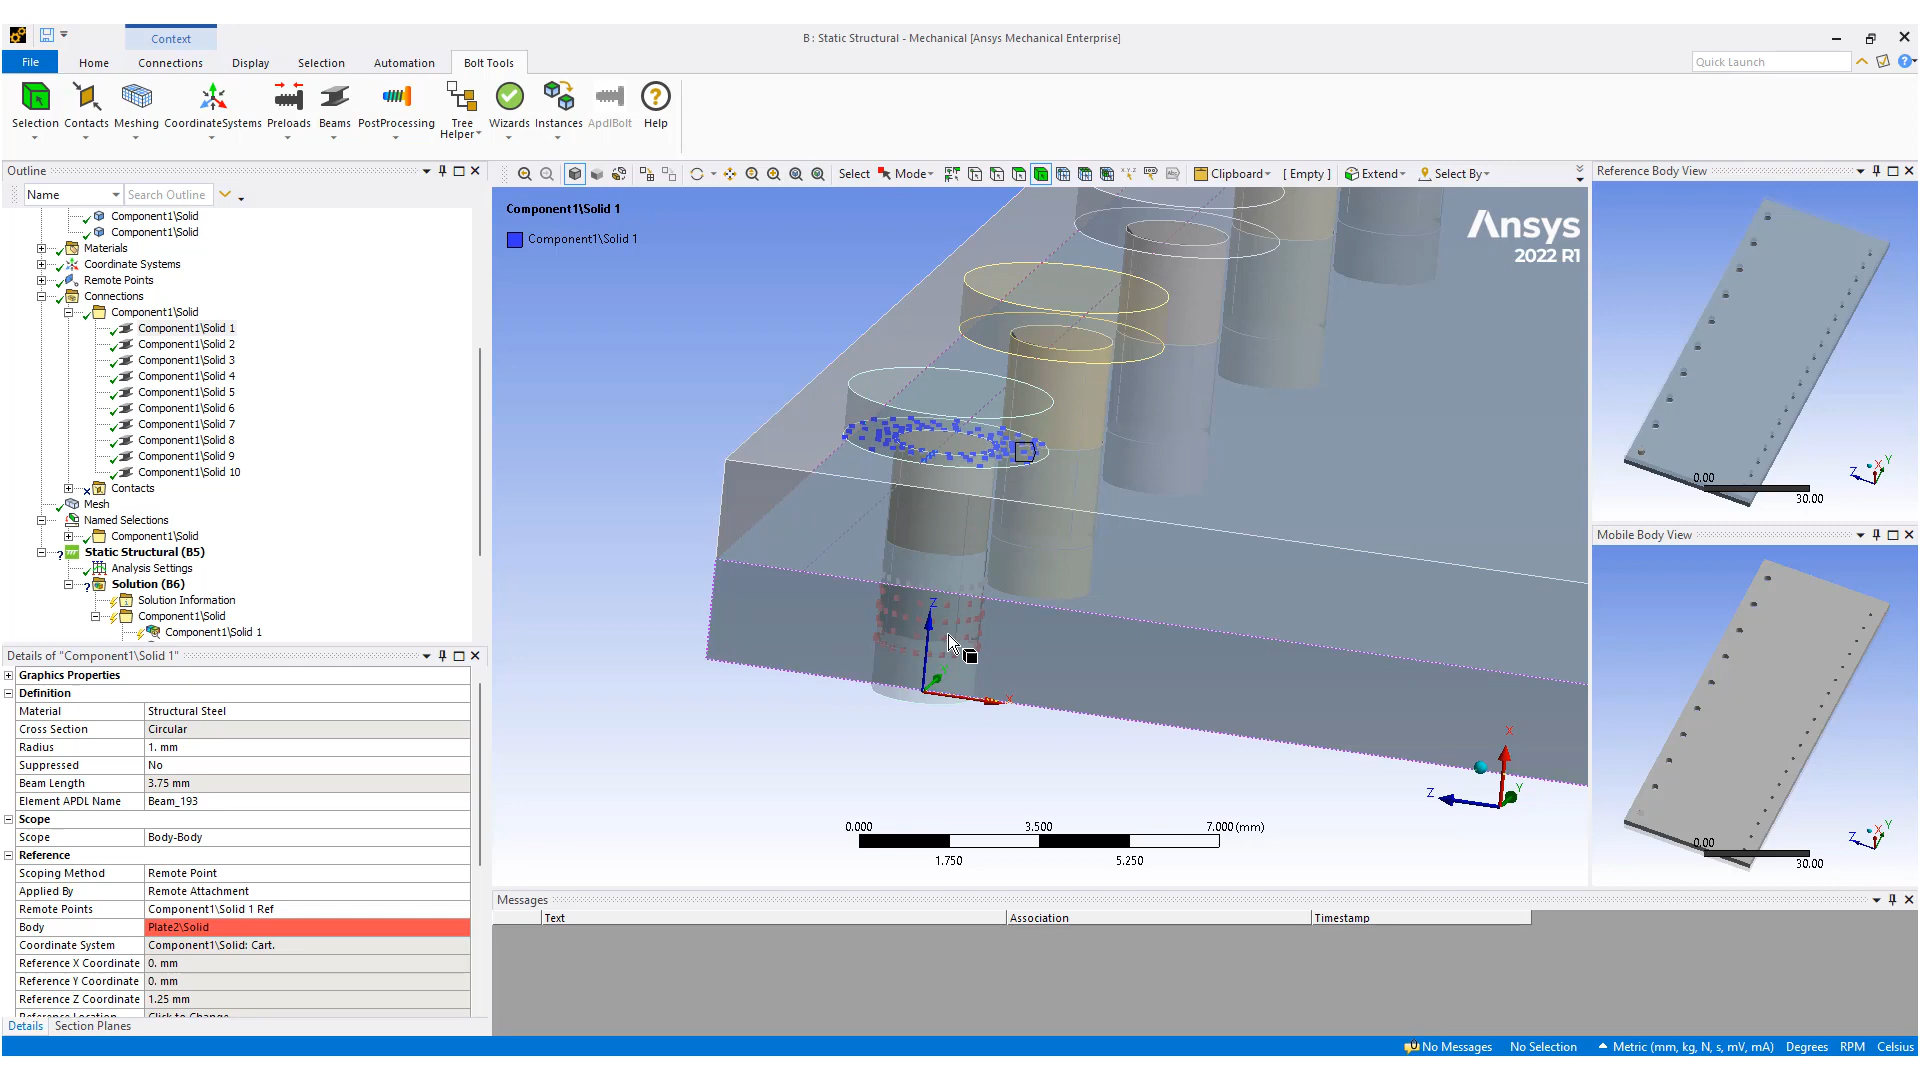 Context
B : Static Structural - Mechanical [Ansys Mechanical Enterprise]
File
Home
Connections
Display
Selection
Automation
Bolt Tools
Quick Launch
Selection
Contacts
Meshing
CoordinateSystems
Preloads
Beams
PostProcessing
Tree
Helper
Wizards
Instances
ApdlBolt
Help
Outline
Name
Search Outline
Component1\Solid
Component1\Solid
Materials
Coordinate Systems
Remote Points
Connections
Component1\Solid
Component1\Solid 1
Component1\Solid 2
Component1\Solid 3
Component1\Solid 4
Component1\Solid 5
Component1\Solid 6
Component1\Solid 7
Component1\Solid 8
Component1\Solid 9
Component1\Solid 10
Contacts
Mesh
Named Selections
Component1\Solid
Static Structural (B5)
Analysis Settings
Solution (B6)
Solution Information
Component1\Solid
Component1\Solid 1
Details of "Component1\Solid 1"
Graphics Properties
Definition
Material Structural Steel
Cross Section Circular
Radius 1. mm
Suppressed No
Beam Length 3.75 mm
Element APDL Name Beam_193
Scope
Scope Body-Body
Reference
Scoping Method Remote Point
Applied By Remote Attachment
Remote Points Component1\Solid 1 Ref
Body Plate2\Solid
Coordinate System Component1\Solid: Cart.
Reference X Coordinate 0. mm
Reference Y Coordinate 0. mm
Reference Z Coordinate 1.25 mm
Reference Location Click to Change
Details
Section Planes
Select
Mode
Clipboard
[ Empty ]
Extend
Select By
Component1\Solid 1
Component1\Solid 1
Ansys
2022 R1
Z
Y
X
X
Z
Y
0.000 3.500 7.000 (mm)
1.750 5.250
Reference Body View
0.00
30.00
Z X Y
Mobile Body View
0.00
30.00
Z X Y
Messages
Text
Association
Timestamp
No Messages
No Selection
Metric (mm, kg, N, s, mV, mA)
Degrees
RPM
Celsius